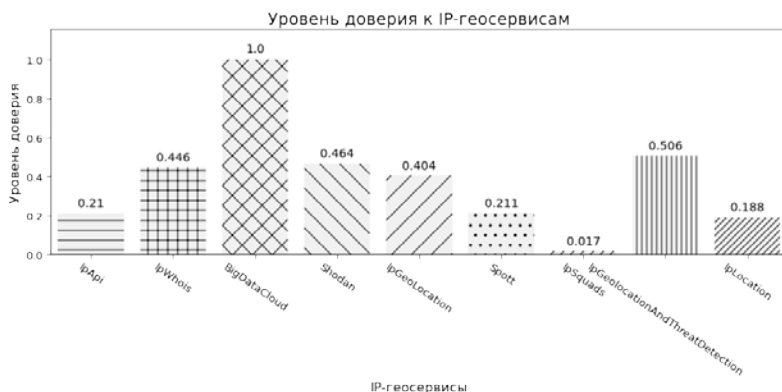 Уровень доверия к IP-геосервисам
Уровень доверия
1.0
0.8
0.6
0.4
0.2
0.0
0.21
0.446
1.0
0.464
0.404
0.211
0.017
0.506
0.188
IpApi
IpWhois
BigDataCloud
Shodan
IpGeoLocation
Spott
IpSquads
IpGeolocationAndThreatDetection
IpLocation
IP-геосервисы